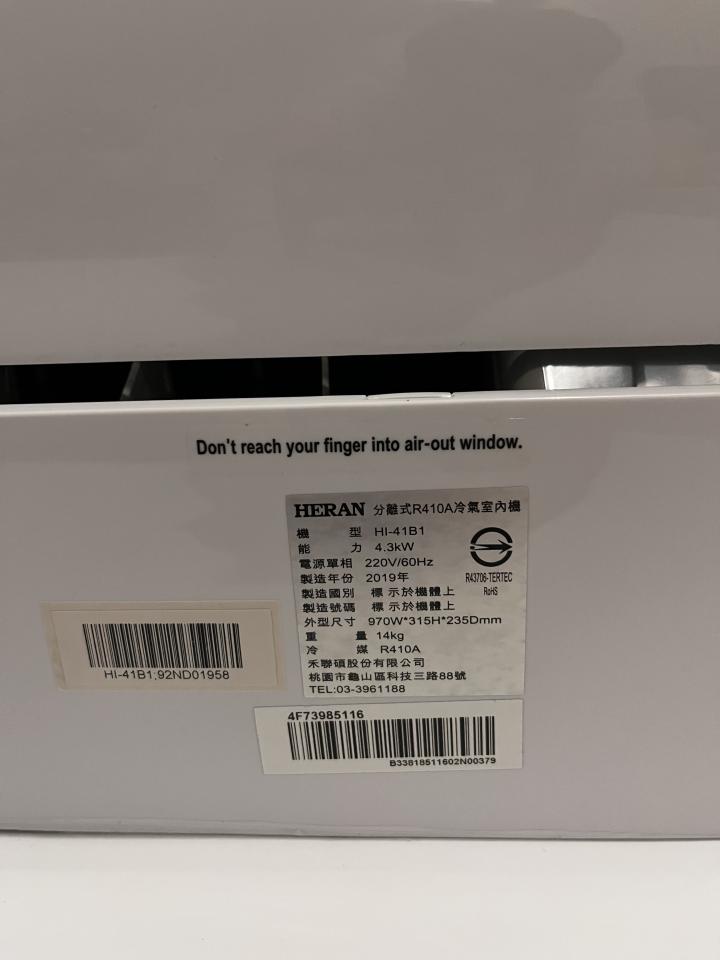 Don't reach your finger into air-out window.
HERAN 分離式R410A冷氣室內機
機 型 HI-41B1
能 力 4.3kW
電源單相 220V/60Hz
製造年份 2019年
製造國別 標示於機體上
製造號碼 標示於機體上
外型尺寸 970W*315H*235Dmm
重 量 14kg
冷 媒 R410A
禾聯碩股份有限公司
桃園市龜山區科技三路88號
TEL:03-3961188
R43706-TERTEC
RoHS
HI-41B1;92ND01958
4F73985116
B33818511602N00379